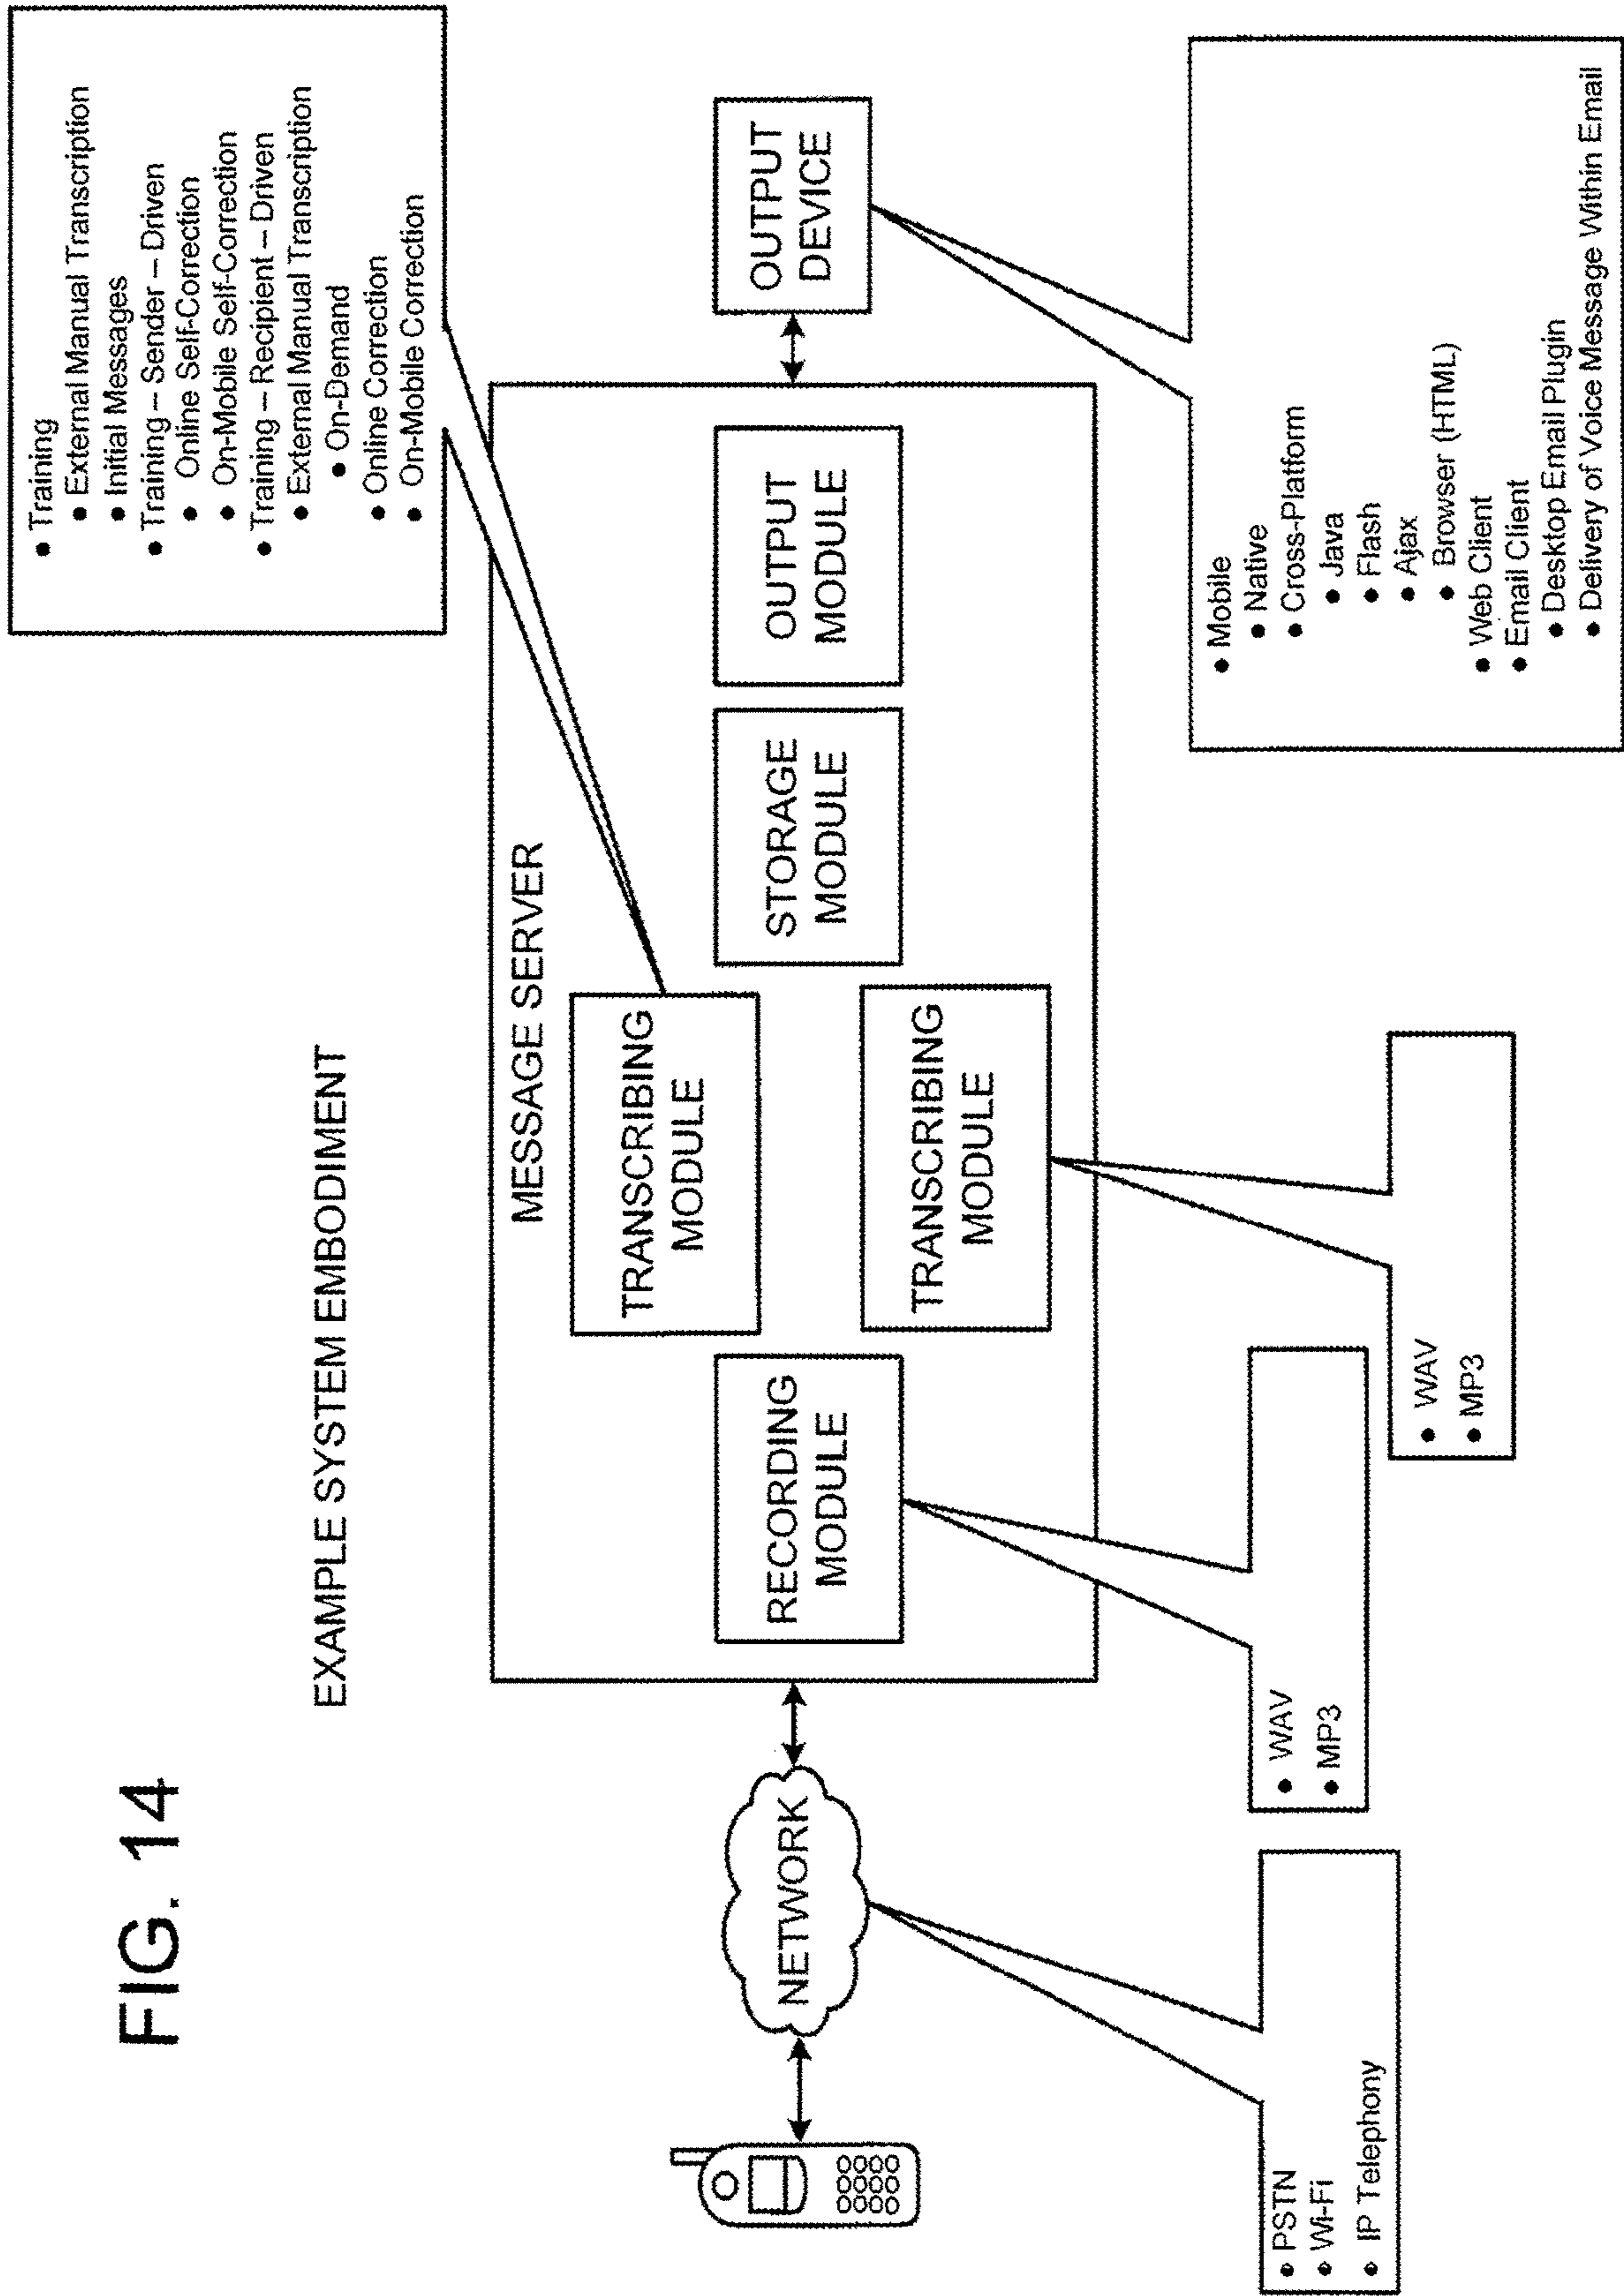 FIG. 14
EXAMPLE SYSTEM EMBODIMENT
• Training
• External Manual Transcription
• Initial Messages
• Training – Sender – Driven
• Online Self-Correction
• On-Mobile Self-Correction
• Training – Recipient – Driven
• External Manual Transcription
• On-Demand
• Online Correction
• On-Mobile Correction
MESSAGE SERVER
TRANSCRIBING
MODULE
NETWORK
RECORDING
MODULE
STORAGE
MODULE
OUTPUT
MODULE
OUTPUT
DEVICE
TRANSCRIBING
MODULE
• PSTN
• Wi-Fi
• IP Telephony
• WAV
• MP3
• WAV
• MP3
• Mobile
• Native
• Cross-Platform
• Java
• Flash
• Ajax
• Browser (HTML)
• Web Client
• Email Client
• Desktop Email Plugin
• Delivery of Voice Message Within Email